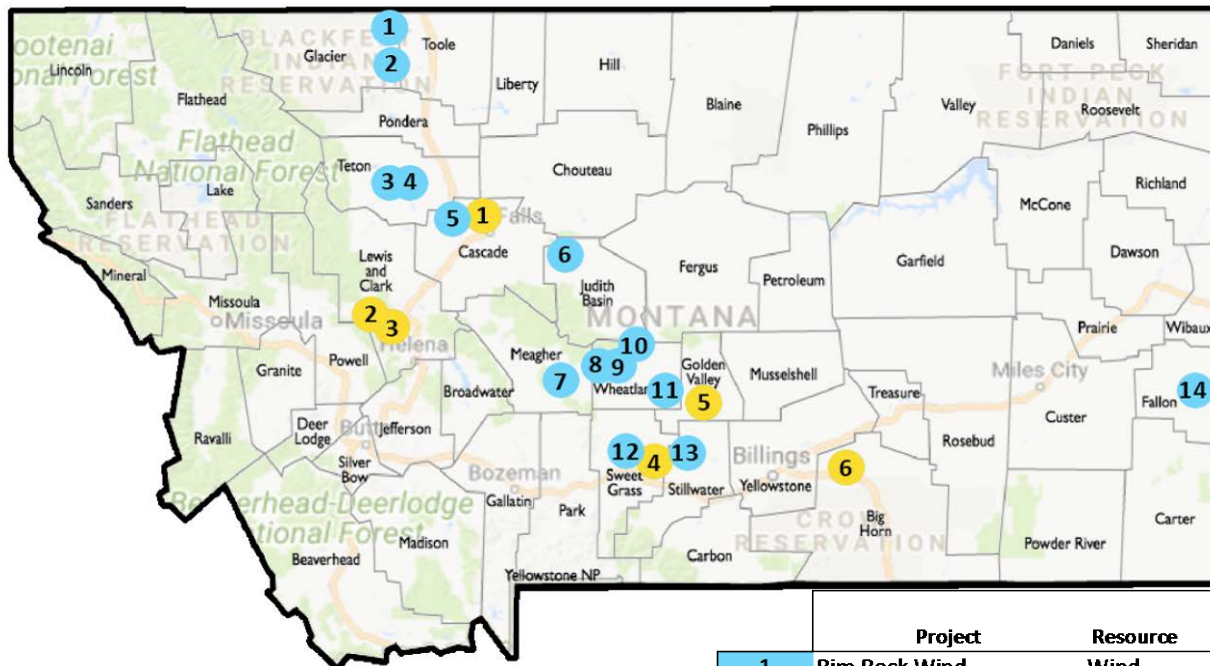 1
BLACKFEET
Toole
Daniels
Sheridan
ootenai
onal Forest
Lincoln
Glacier
INDIAN
RESERVATION
2
Liberty
Hill
Blaine
Valley
FORT PECK
INDIAN
RESERVATION
Roosevelt
Flathead
Pondera
Phillips
Flathead
National Forest
Teton
3 4
Chouteau
Richland
Lake
McCone
Sanders
FLATHEAD
RESERVATION
5 1 Falls
Cascade
6
Dawson
Mineral
Lewis
and
Clark
Judith
Basin
Fergus
Petroleum
Garfield
Missoula
Missoula
2
3
Helena
MONTANA
Prairie
Wibaux
Powell
Meagher
7
8 9 10
Wheatland
11
Golden
Valley
5
Musselshell
Treasure
Miles City
Fallon
14
Granite
Broadwater
Custer
Rosebud
Ravalli
Deer
Lodge
Butte
Jefferson
Silver
Bow
Bozeman
Gallatin
12
4
13
Sweet
Grass
Stillwater
Billings
Yellowstone
6
Beaverhead-Deerlodge
National Forest
Park
CROW
RESERVATION
Big
Horn
Carter
Beaverhead
Madison
Carbon
Powder River
Yellowstone NP
Project Resource
1 Rim Rock Wind Wind